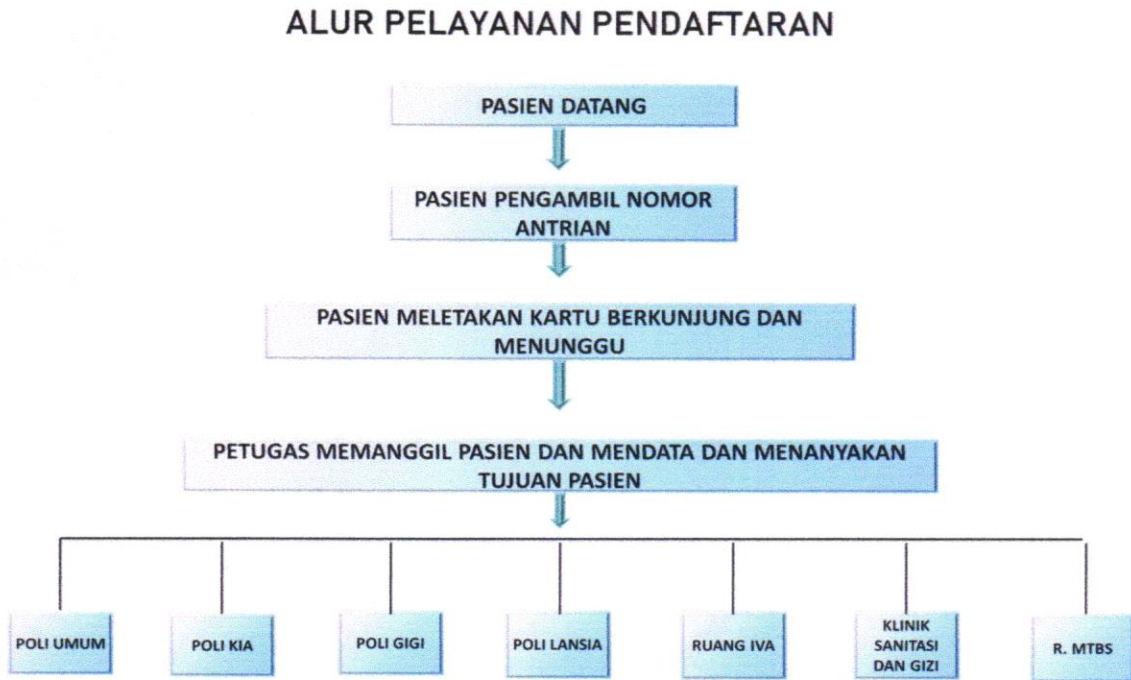 ALUR PELAYANAN PENDAFTARAN
PASIEN DATANG
PASIEN PENGAMBIL NOMOR
ANTRIAN
PASIEN MELETAKAN KARTU BERKUNJUNG DAN
MENUNGGU
PETUGAS MEMANGGIL PASIEN DAN MENDATA DAN MENANYAKAN
TUJUAN PASIEN
POLI UMUM
POLI KIA
POLI GIGI
POLI LANSIA
RUANG IVA
KLINIK
SANITASI
DAN GIZI
R. MTBS